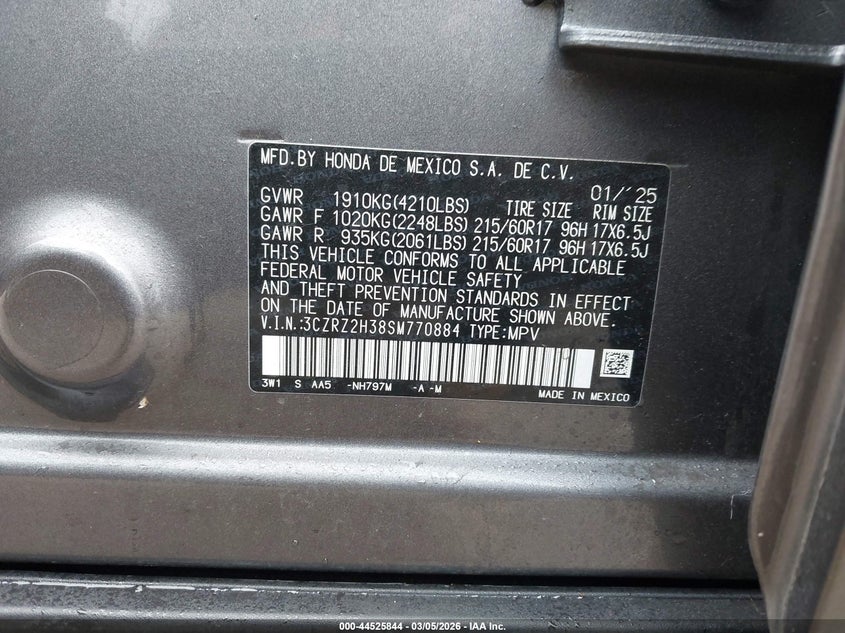 MFD.BY HONDA DE MEXICO S.A. DE C.V. 01/'25
GVWR 1910KG(4210LBS) TIRE SIZE RIM SIZE
GAWR F 1020KG(2248LBS) 215/60R17 96H 17X6.5J
GAWR R 935KG(2061LBS) 215/60R17 96H 17X6.5J
THIS VEHICLE CONFORMS TO ALL APPLICABLE
FEDERAL MOTOR VEHICLE SAFETY
AND THEFT PREVENTION STANDARDS IN EFFECT
ON THE DATE OF MANUFACTURE SHOWN ABOVE.
V.I.N.:3CZRZ2H38SM770884 TYPE:MPV
3W1 S AA5 -NH797M -A -M MADE IN MEXICO
000-44525844 - 03/05/2026 - IAA Inc.